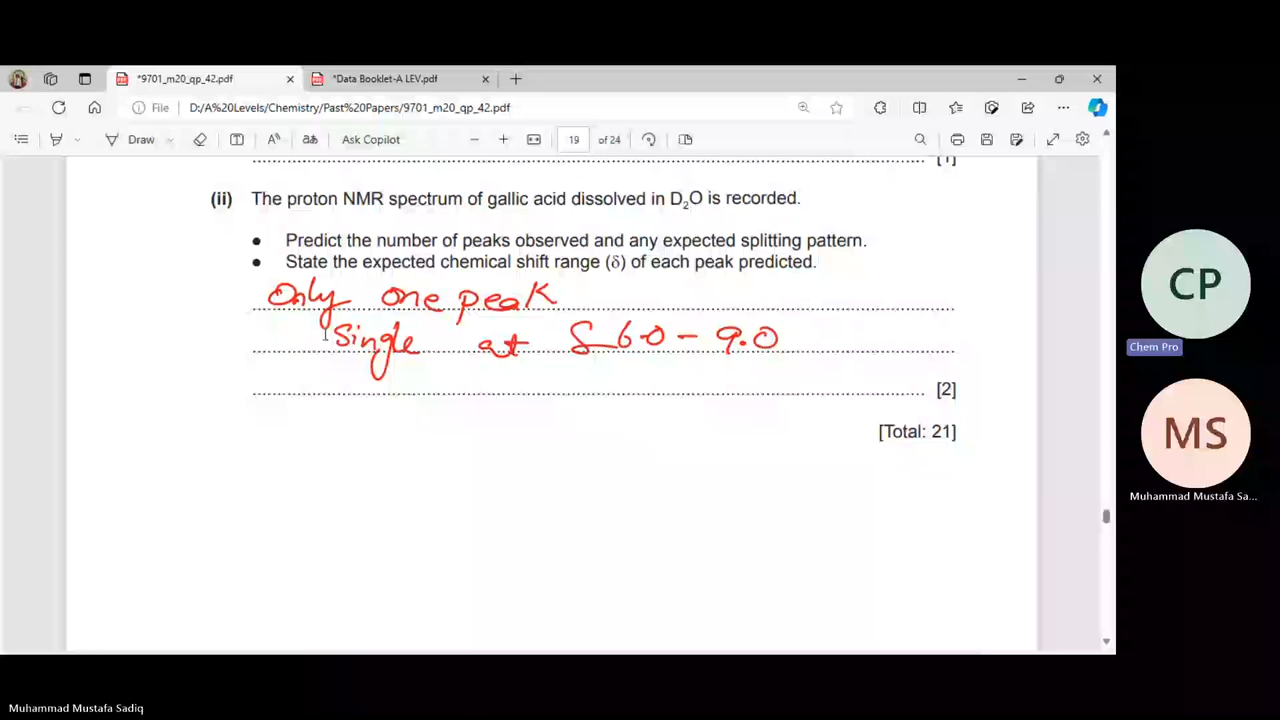 *9701_m20_qp_42.pdf
*Data Booklet-A LEV.pdf
File
D:/A%20Levels/Chemistry/Past%20Papers/9701_m20_qp_42.pdf
Draw
Ask Copilot
19
of 24
[1]
(ii) The proton NMR spectrum of gallic acid dissolved in D2O is recorded.
• Predict the number of peaks observed and any expected splitting pattern.
• State the expected chemical shift range (δ) of each peak predicted.
Only one peak
Single at δ 6.0 - 9.0
[2]
[Total: 21]
CP
Chem Pro
MS
Muhammad Mustafa Sa...
Muhammad Mustafa Sadiq